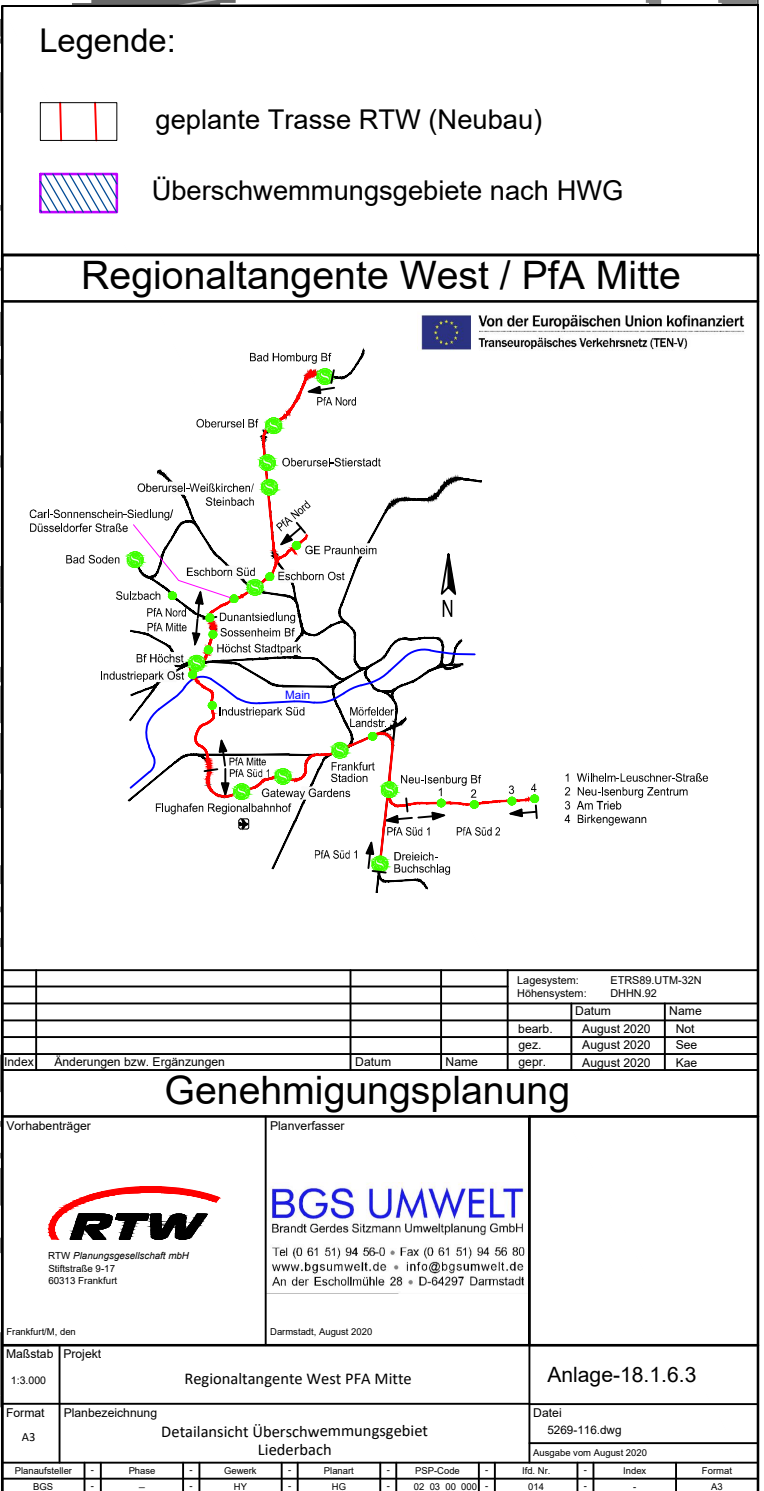 Legende:
geplante Trasse RTW (Neubau)
Überschwemmungsgebiete nach HWG
Regionaltangente West / PfA Mitte
Von der Europäischen Union kofinanziert
Transeuropäisches Verkehrsnetz (TEN-V)
Bad Homburg Bf
PfA Nord
Oberursel Bf
Oberursel-Stierstadt
Oberursel-Weißkirchen/
Steinbach
Carl-Sonnenschein-Siedlung/
Düsseldorfer Straße
PfA Nord
GE Praunheim
Bad Soden
Eschborn Süd
Eschborn Ost
Sulzbach
PfA Nord
PfA Mitte
Dunantsiedlung
Sossenheim Bf
Höchst Stadtpark
N
Bf Höchst
Industriepark Ost
Main
Industriepark Süd
Mörfelder
Landstr.
PfA Mitte
PfA Süd 1
Frankfurt
Stadion
Gateway Gardens
Flughafen Regionalbahnhof
Neu-Isenburg Bf
1 2 3 4
1 Wilhelm-Leuschner-Straße
2 Neu-Isenburg Zentrum
3 Am Trieb
4 Birkengewann
PfA Süd 1
PfA Süd 2
PfA Süd 1
Dreieich-
Buchschlag
Lagesystem: ETRS89.UTM-32N
Höhensystem: DHHN.92
Datum Name
bearb. August 2020 Not
gez. August 2020 See
Index Änderungen bzw. Ergänzungen Datum Name gepr. August 2020 Kae
Genehmigungsplanung
Vorhabenträger
RTW
RTW Planungsgesellschaft mbH
Stiftstraße 9-17
60313 Frankfurt
Frankfurt/M, den
Planverfasser
BGS UMWELT
Brandt Gerdes Sitzmann Umweltplanung GmbH
Tel (0 61 51) 94 56-0 • Fax (0 61 51) 94 56 80
www.bgsumwelt.de • info@bgsumwelt.de
An der Eschollmühle 28 • D-64297 Darmstadt
Darmstadt, August 2020
Maßstab
1:3.000
Projekt
Regionaltangente West PFA Mitte
Anlage-18.1.6.3
Format
A3
Planbezeichnung
Detailansicht Überschwemmungsgebiet
Liederbach
Datei
5269-116.dwg
Ausgabe vom August 2020
Planaufsteller - Phase - Gewerk - Planart - PSP-Code - lfd. Nr. - Index Format
BGS - – - HY - HG - 02 03 00 000 - 014 - - A3